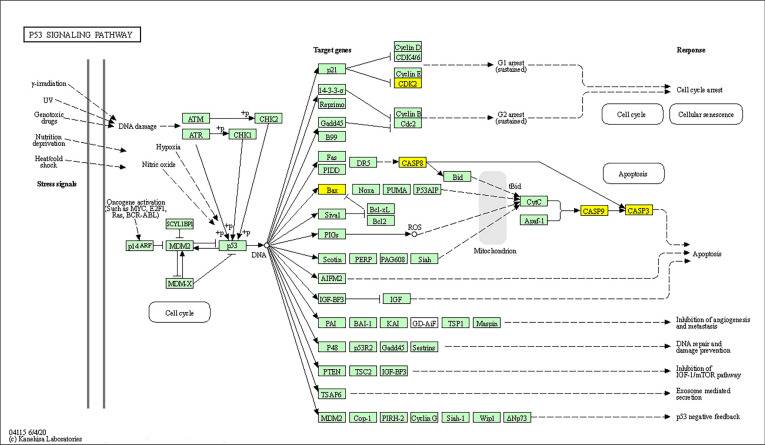 P53 SIGNALING PATHWAY
Target genes
Response
γ-irradiation
UV
Genotoxic
drugs
Nutrition
deprivation
Heat/cold
shock
Stress signals
DNA damage
Hypoxia
Nitric oxide
Oncogene activation
(Such as MYC, E2F1,
Ras, BCR-ABL)
ATM
+p
CHK2
ATR
+p
CHK1
+p
+p
+p
SCYL1BP1
p14ARF
MDM2
p53
DNA
MDM-X
Cell cycle
p21
Cyclin D
CDK4/6
Cyclin E
CDK2
G1 arrest
(sustained)
14-3-3-σ
Reprimo
Gadd45
B99
Cyclin B
Cdc2
G2 arrest
(sustained)
Cell cycle arrest
Cell cycle
Cellular senescence
Fas
PIDD
DR5
CASP8
Bid
tBid
Apoptosis
Bax
Noxa
PUMA
P53AIP
Siva1
Bcl-xL
Bcl2
CytC
Apaf-1
CASP9
CASP3
PIGs
ROS
Mitochondrion
Scotin
PERP
PAG608
Siah
AIFM2
IGF-BP3
IGF
Apoptosis
PAI
BAI-1
KAI
GD-AiF
TSP1
Maspin
Inhibition of angiogenesis
and metastasis
P48
p53R2
Gadd45
Sestrins
DNA repair and
damage prevention
PTEN
TSC2
IGF-BP3
Inhibition of
IGF-1/mTOR pathway
TSAP6
Exosome mediated
secretion
MDM2
Cop-1
PIRH-2
Cyclin G
Siah-1
Wip1
ΔNp73
p53 negative feedback
04115 6/4/20
(c) Kanehisa Laboratories